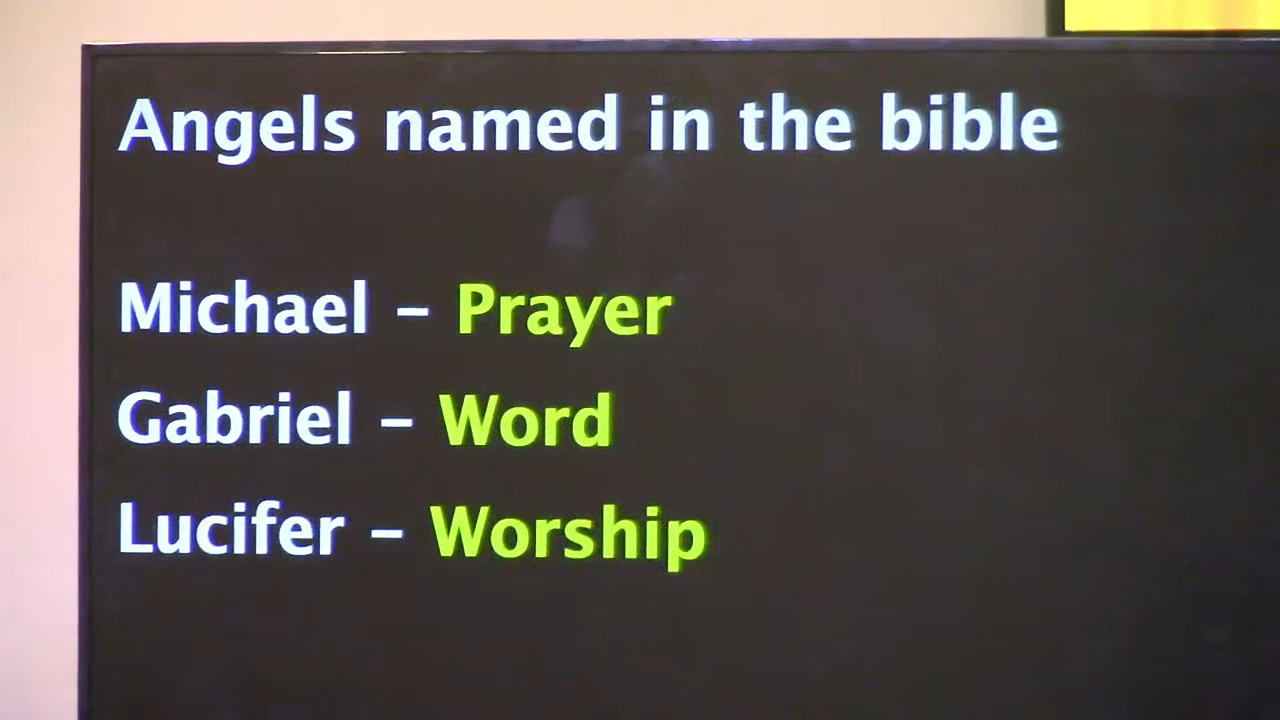 Angels named in the bible
Michael – Prayer
Gabriel – Word
Lucifer – Worship